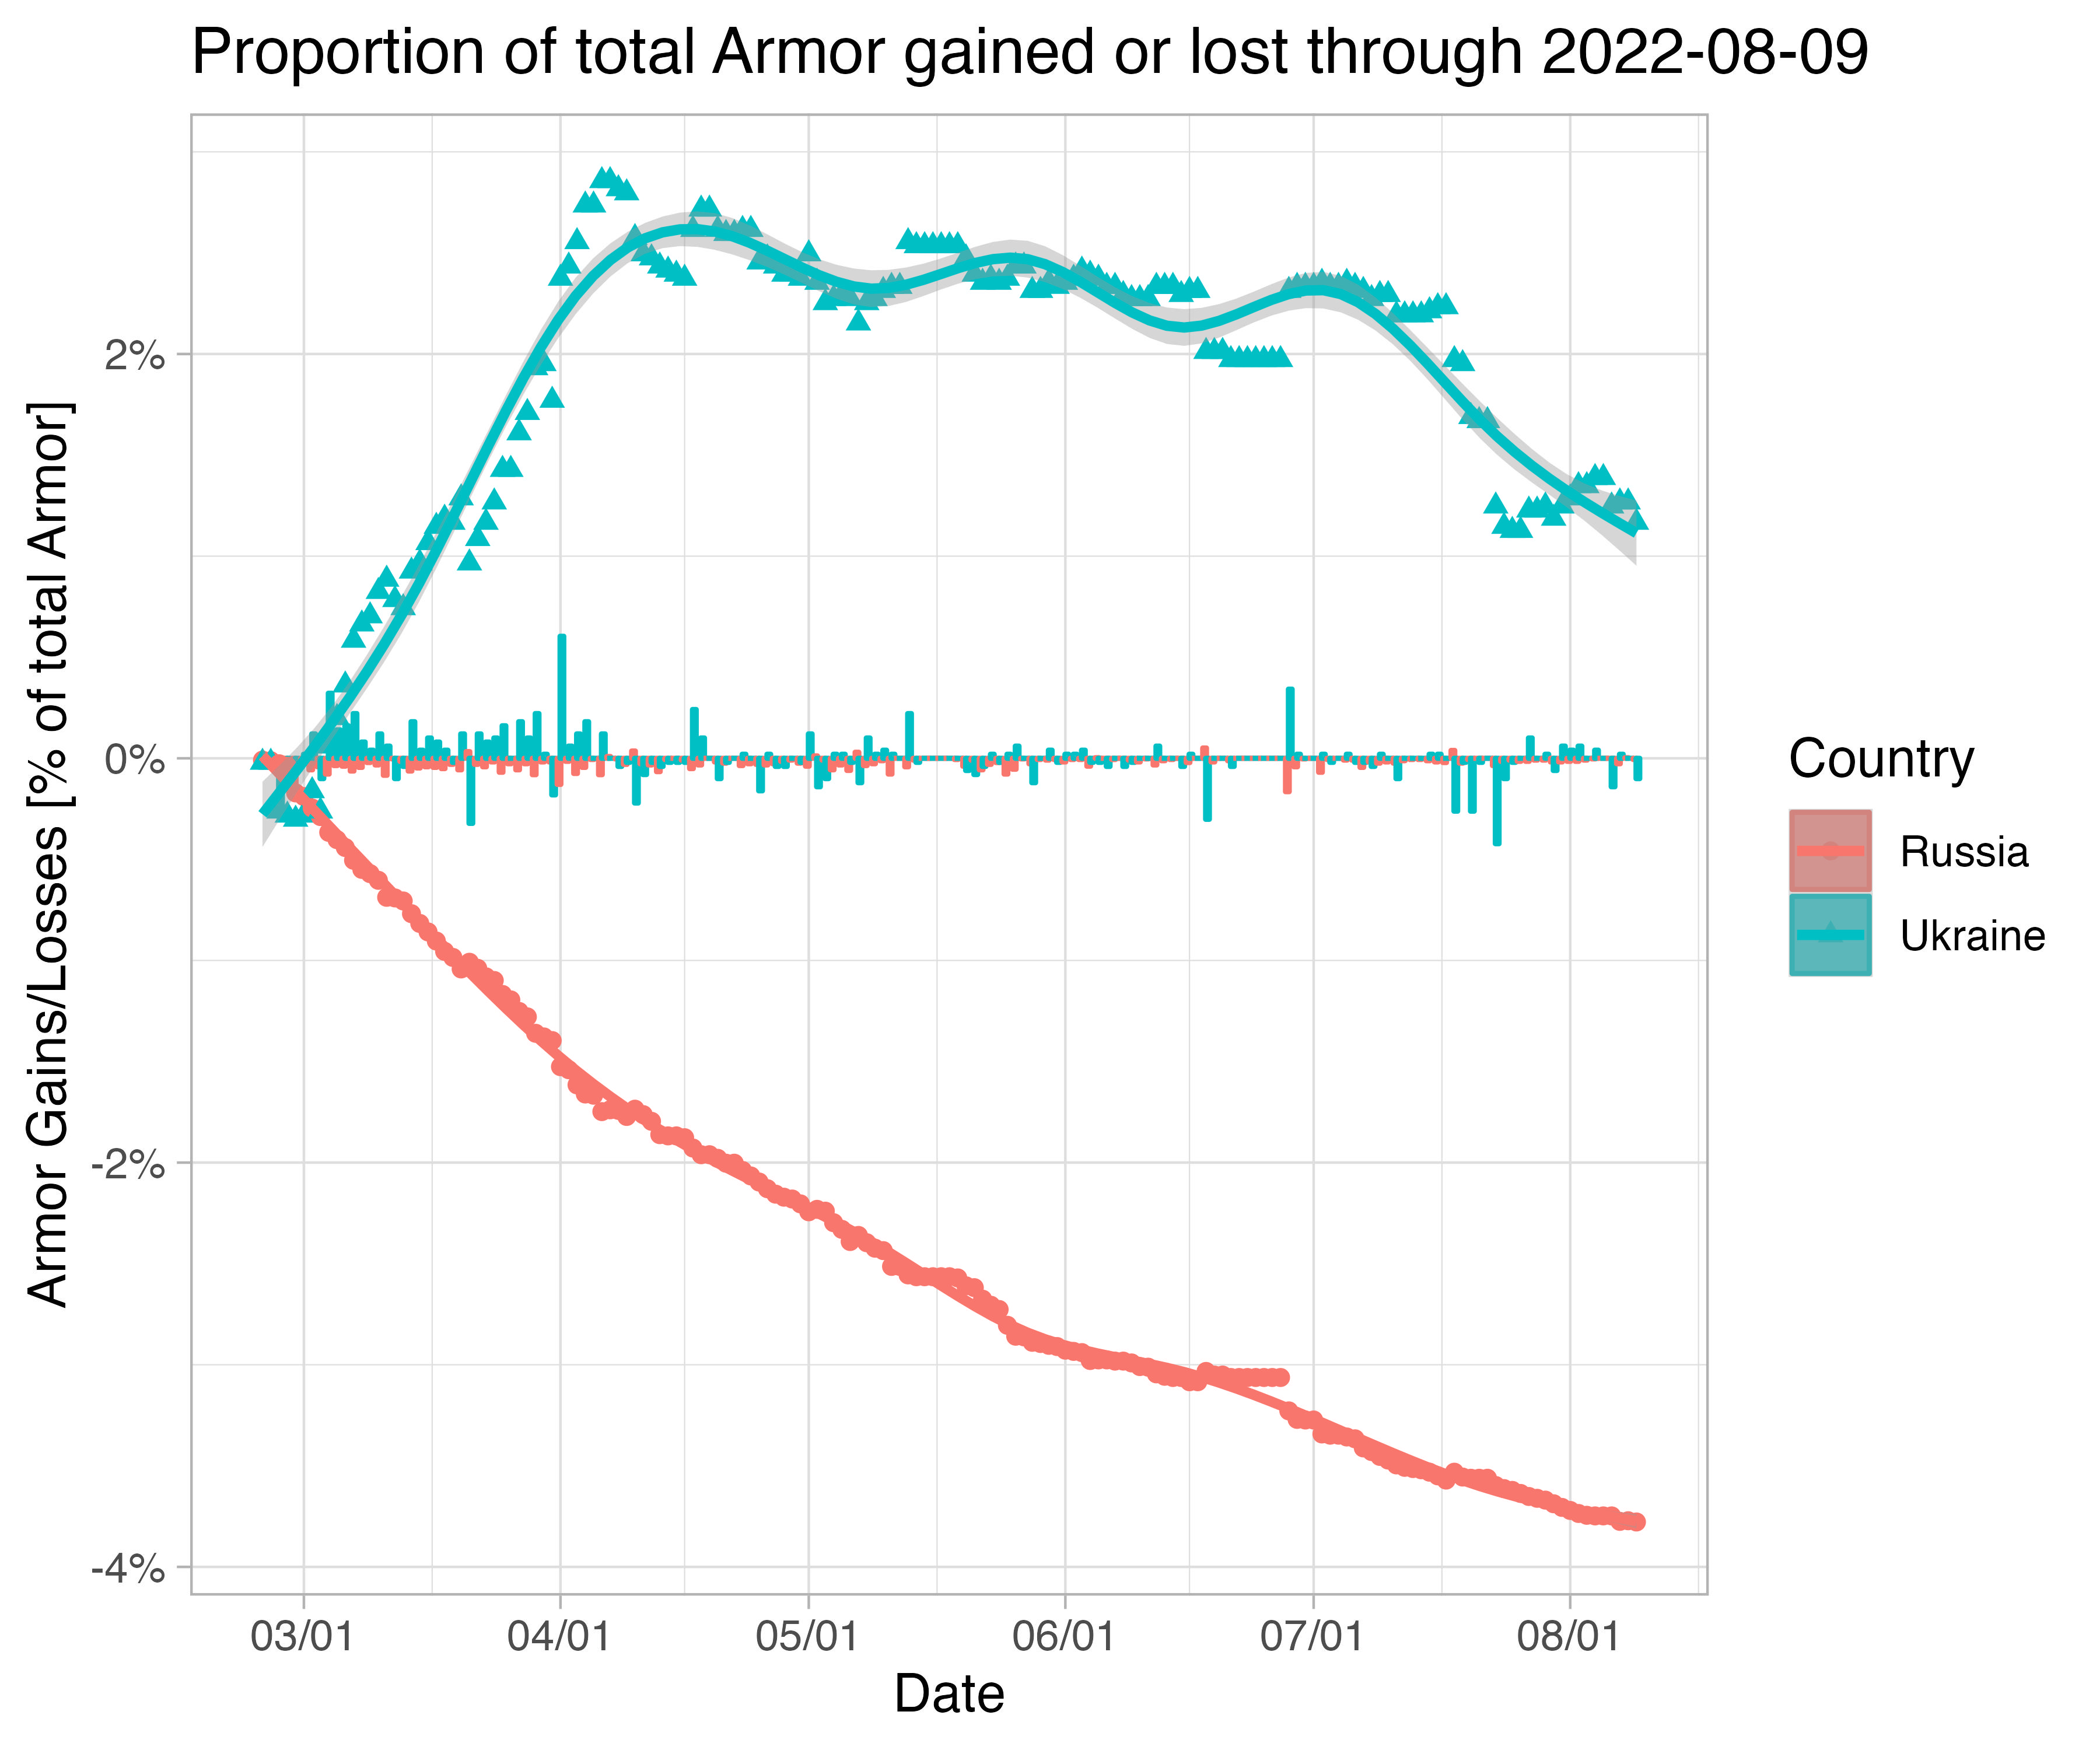 Proportion of total Armor gained or lost through 2022-08-09
Armor Gains/Losses [% of total Armor]
2%
0%
-2%
-4%
03/01
04/01
05/01
06/01
07/01
08/01
Date
Country
Russia
Ukraine